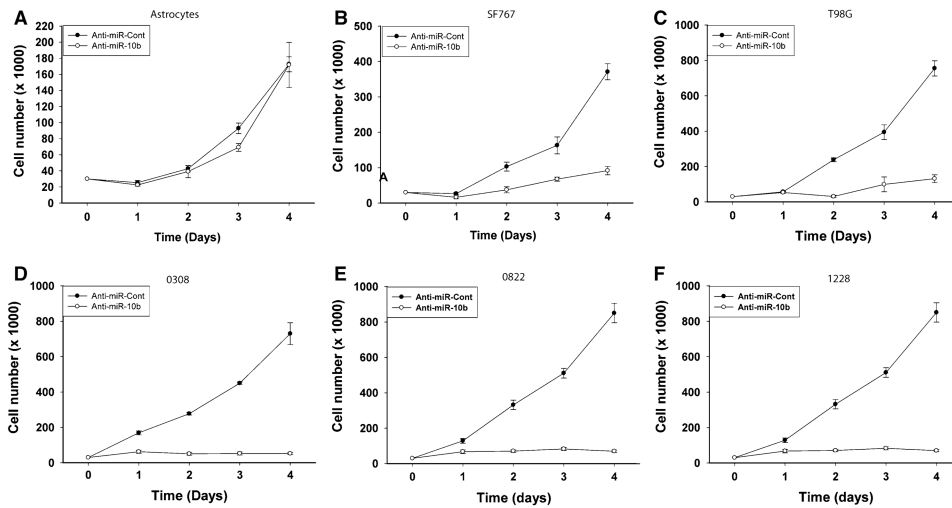 A
Astrocytes
Anti-miR-Cont
Anti-miR-10b
Cell number (x 1000)
220
200
180
160
140
120
100
80
60
40
20
0
0 1 2 3 4
Time (Days)
B
SF767
Anti-miR-Cont
Anti-miR-10b
Cell number (x 1000)
500
400
300
200
100
0
A
0 1 2 3 4
Time (Days)
C
T98G
Anti-miR-Cont
Anti-miR-10b
Cell number (x 1000)
1000
800
600
400
200
0
0 1 2 3 4
Time (Days)
D
0308
Anti-miR-Cont
Anti-miR-10b
Cell number (x 1000)
1000
800
600
400
200
0
0 1 2 3 4
Time (Days)
E
0822
Anti-miR-Cont
Anti-miR-10b
Cell number (x 1000)
1000
800
600
400
200
0
0 1 2 3 4
Time (days)
F
1228
Anti-miR-Cont
Anti-miR-10b
Cell number (x 1000)
1000
800
600
400
200
0
0 1 2 3 4
Time (days)